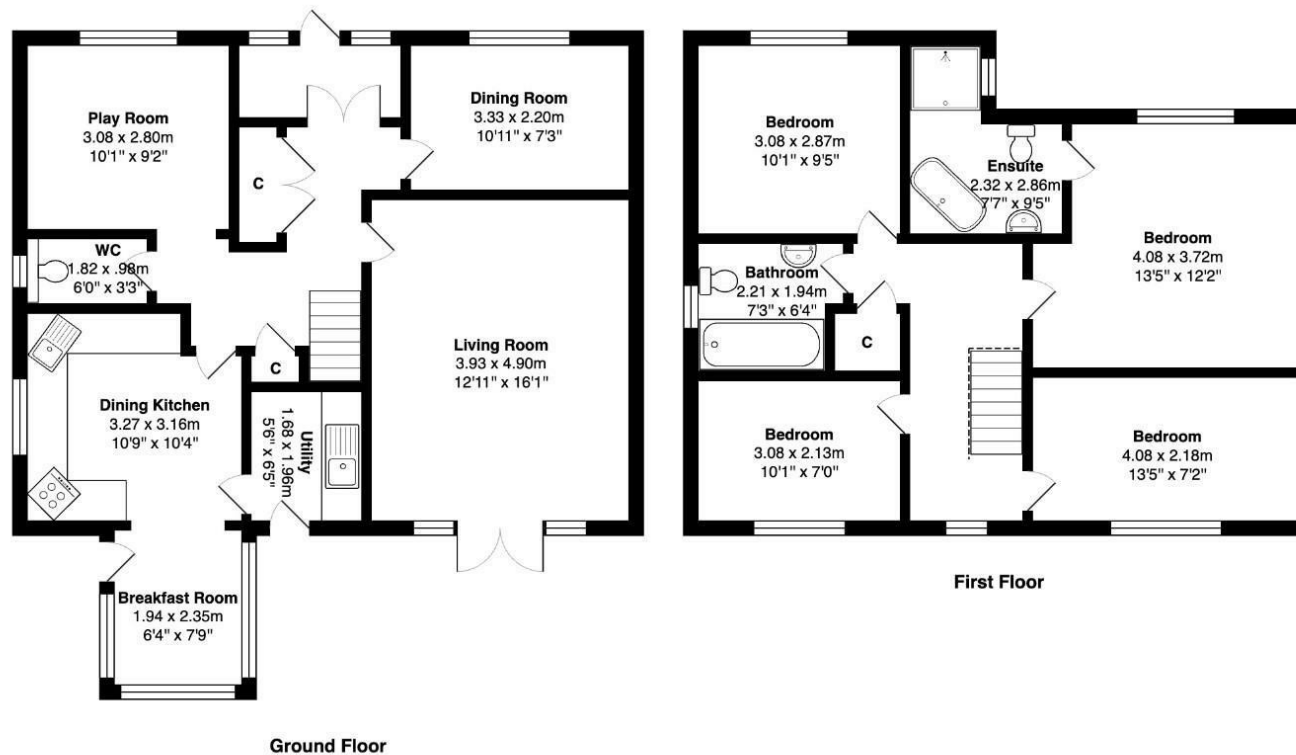 Play Room
3.08 x 2.80m
10'1" x 9'2"
Dining Room
3.33 x 2.20m
10'11" x 7'3"
C
WC
1.82 x .98m
6'0" x 3'3"
Living Room
3.93 x 4.90m
12'11" x 16'1"
C
Dining Kitchen
3.27 x 3.16m
10'9" x 10'4"
Utility
1.68 x 1.96m
5'6" x 6'5"
Breakfast Room
1.94 x 2.35m
6'4" x 7'9"
Ground Floor
Bedroom
3.08 x 2.87m
10'1" x 9'5"
Ensuite
2.32 x 2.86m
7'7" x 9'5"
Bedroom
4.08 x 3.72m
13'5" x 12'2"
Bathroom
2.21 x 1.94m
7'3" x 6'4"
C
Bedroom
3.08 x 2.13m
10'1" x 7'0"
Bedroom
4.08 x 2.18m
13'5" x 7'2"
First Floor